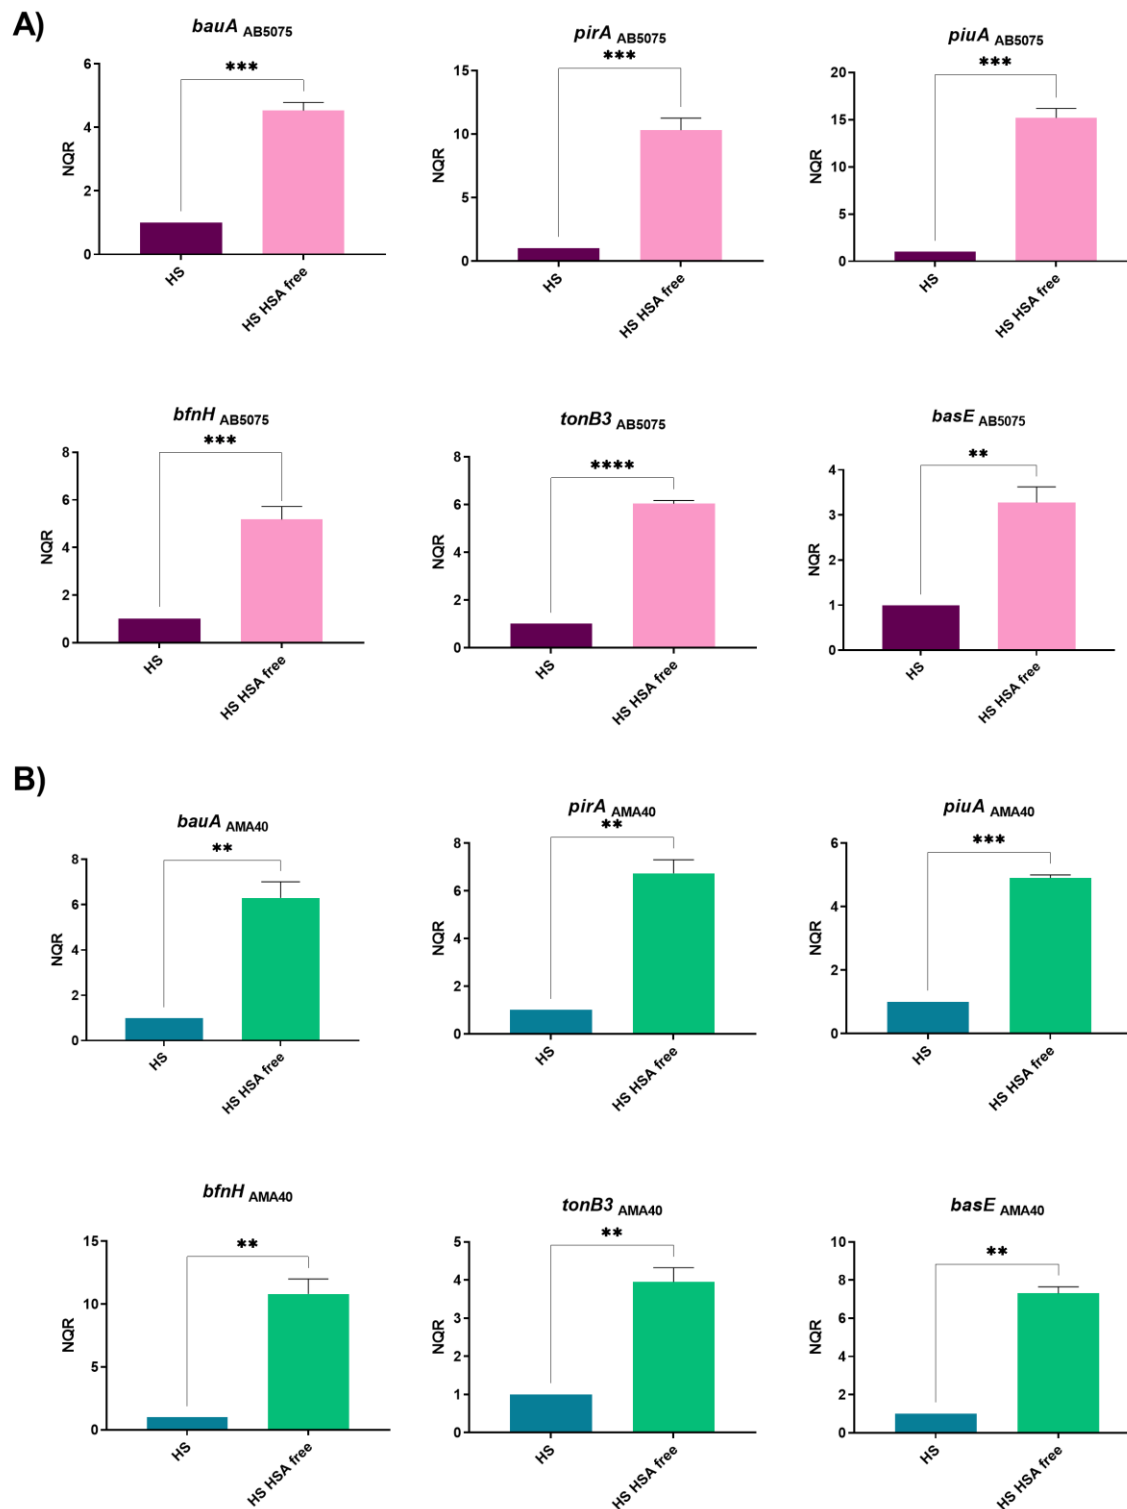 A)
bauA AB5075
***
NQR
6
4
2
0
HS
HS HSA free
pirA AB5075
***
NQR
15
10
5
0
HS
HS HSA free
piuA AB5075
***
NQR
20
15
10
5
0
HS
HS HSA free
bfnH AB5075
***
NQR
8
6
4
2
0
HS
HS HSA free
tonB3 AB5075
****
NQR
8
6
4
2
0
HS
HS HSA free
basE AB5075
**
NQR
4
3
2
1
0
HS
HS HSA free
B)
bauA AMA40
**
NQR
8
6
4
2
0
HS
HS HSA free
pirA AMA40
**
NQR
8
6
4
2
0
HS
HS HSA free
piuA AMA40
***
NQR
6
4
2
0
HS
HS HSA free
bfnH AMA40
**
NQR
15
10
5
0
HS
HS HSA free
tonB3 AMA40
**
NQR
5
4
3
2
1
0
HS
HS HSA free
basE AMA40
**
NQR
10
8
6
4
2
0
HS
HS HSA free